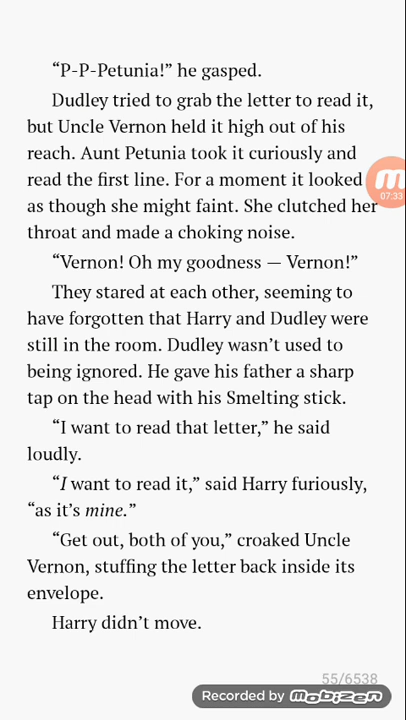 “P-P-Petunia!” he gasped.
Dudley tried to grab the letter to read it,
but Uncle Vernon held it high out of his
reach. Aunt Petunia took it curiously and
read the first line. For a moment it looked
as though she might faint. She clutched her
throat and made a choking noise.
“Vernon! Oh my goodness — Vernon!”
They stared at each other, seeming to
have forgotten that Harry and Dudley were
still in the room. Dudley wasn’t used to
being ignored. He gave his father a sharp
tap on the head with his Smelting stick.
“I want to read that letter,” he said
loudly.
“I want to read it,” said Harry furiously,
“as it’s mine.”
“Get out, both of you,” croaked Uncle
Vernon, stuffing the letter back inside its
envelope.
Harry didn’t move.
07:33
55/6538
Recorded by mobizen